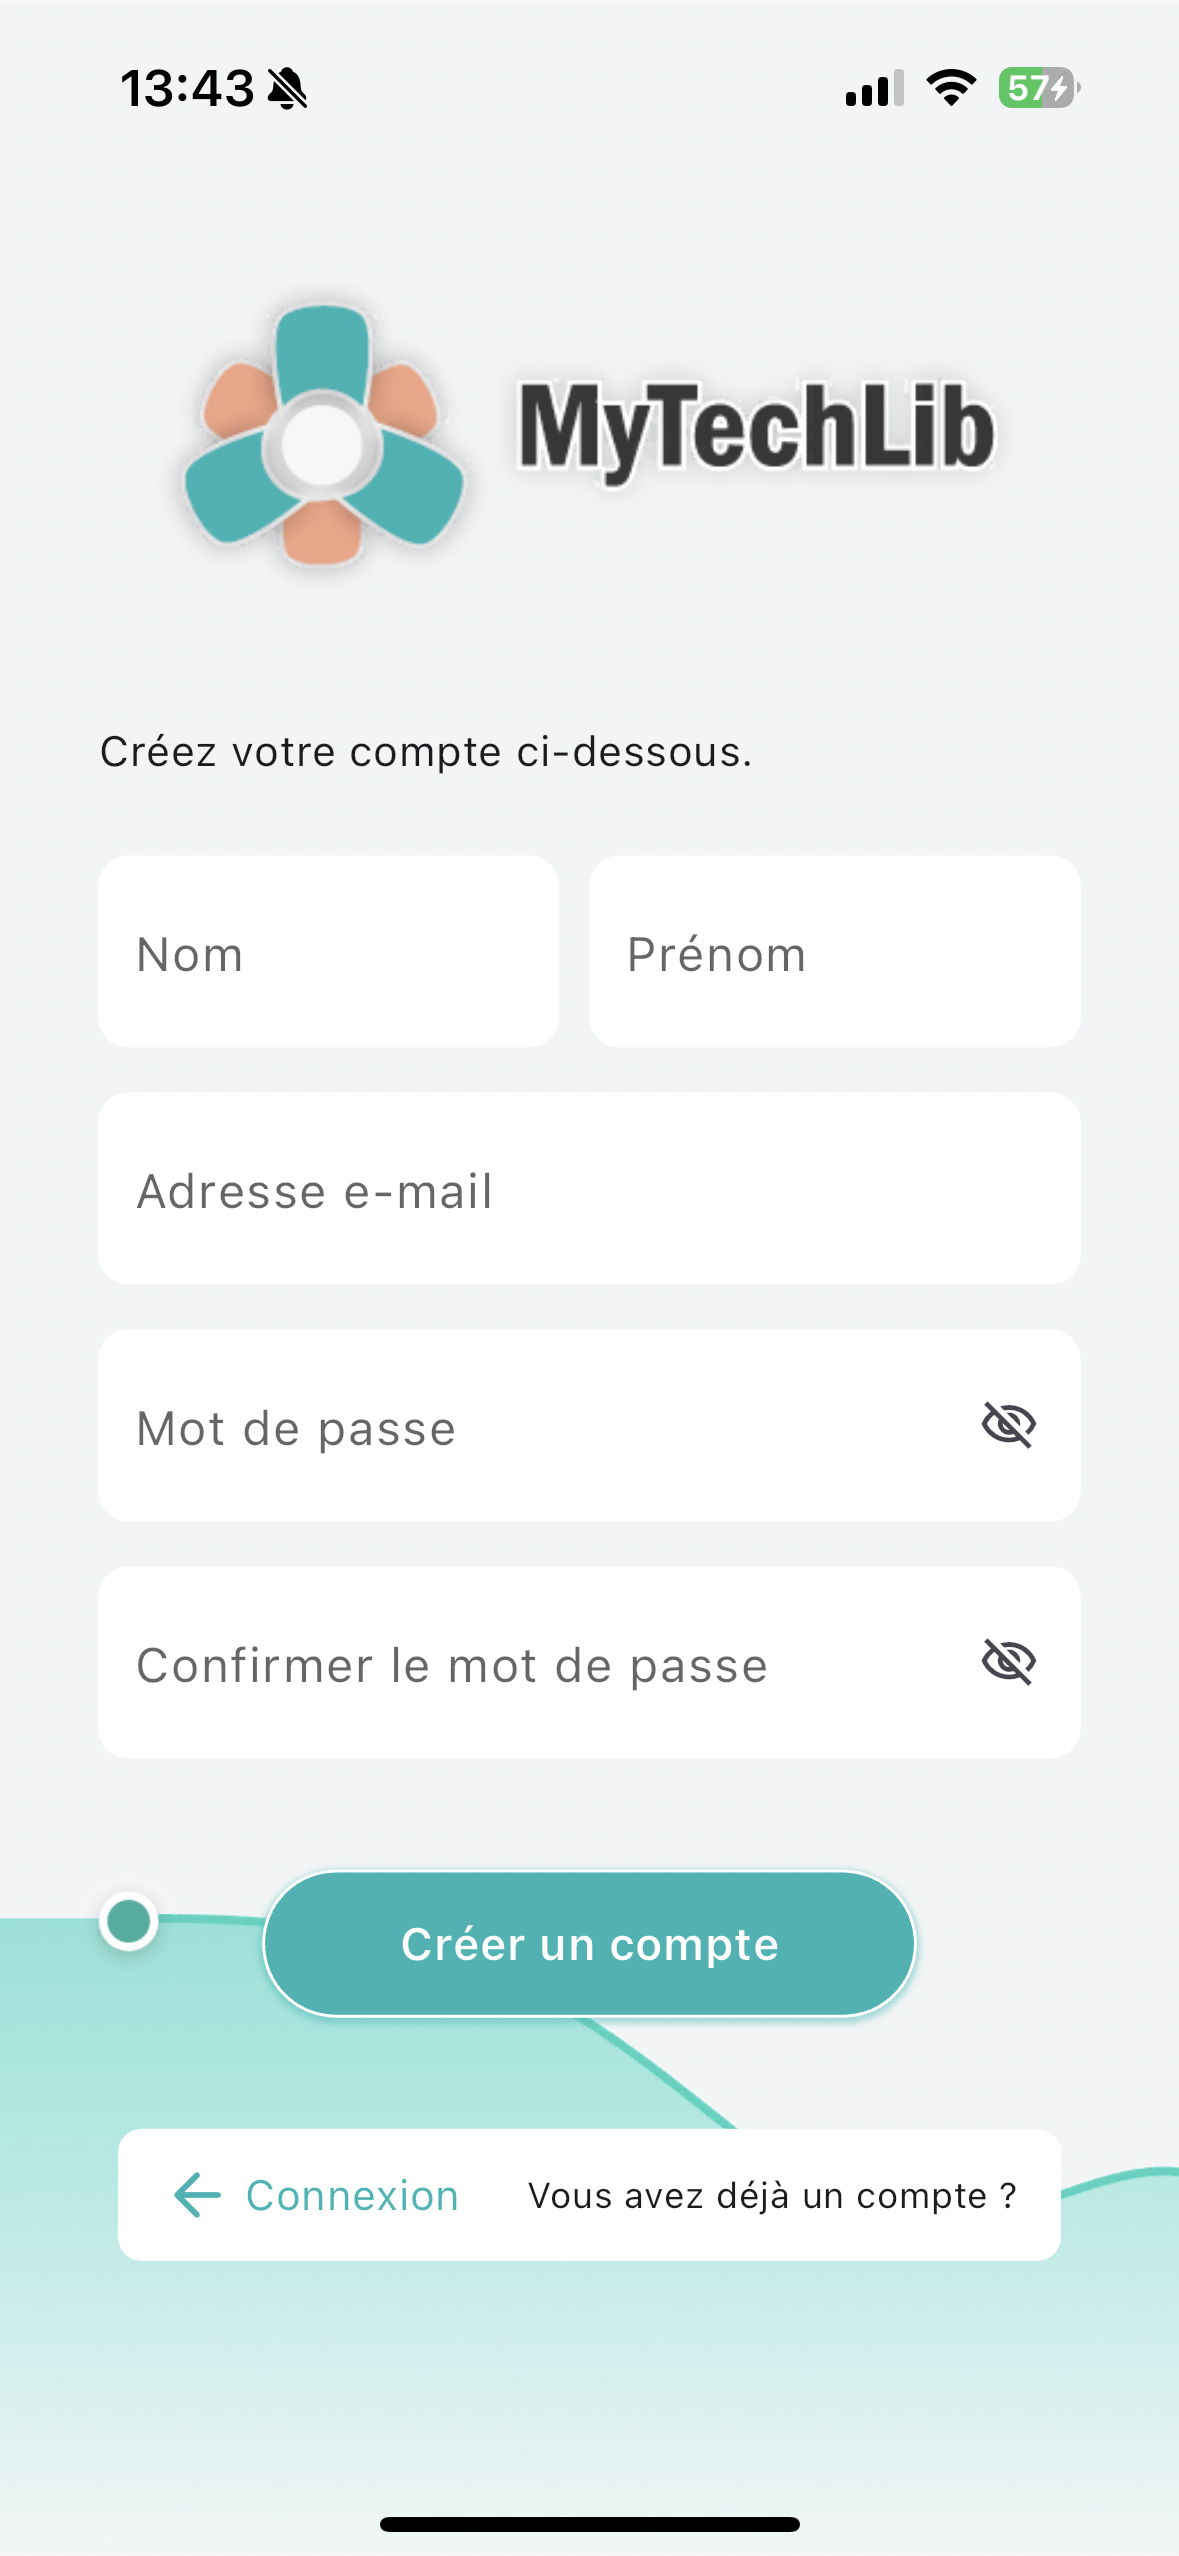 13:43
57
MyTechLib
Créez votre compte ci-dessous.
Nom
Prénom
Adresse e-mail
Mot de passe
Confirmer le mot de passe
Créer un compte
Connexion
Vous avez déjà un compte ?